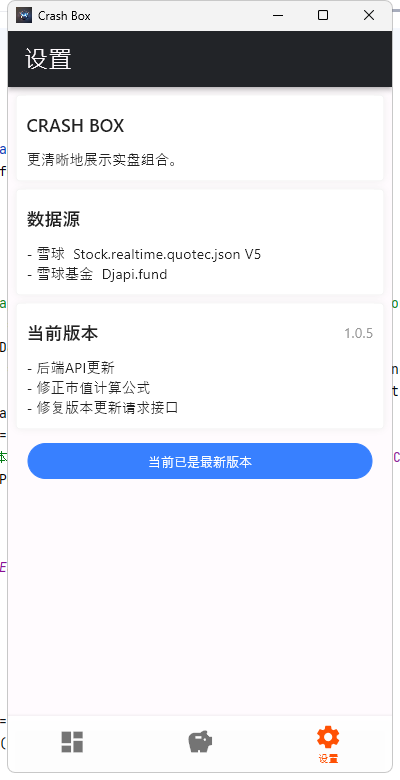 Crash Box
设置
CRASH BOX
更清晰地展示实盘组合。
数据源
- 雪球 Stock.realtime.quotec.json V5
- 雪球基金 Djapi.fund
当前版本 1.0.5
- 后端API更新
- 修正市值计算公式
- 修复版本更新请求接口
当前已是最新版本
设置